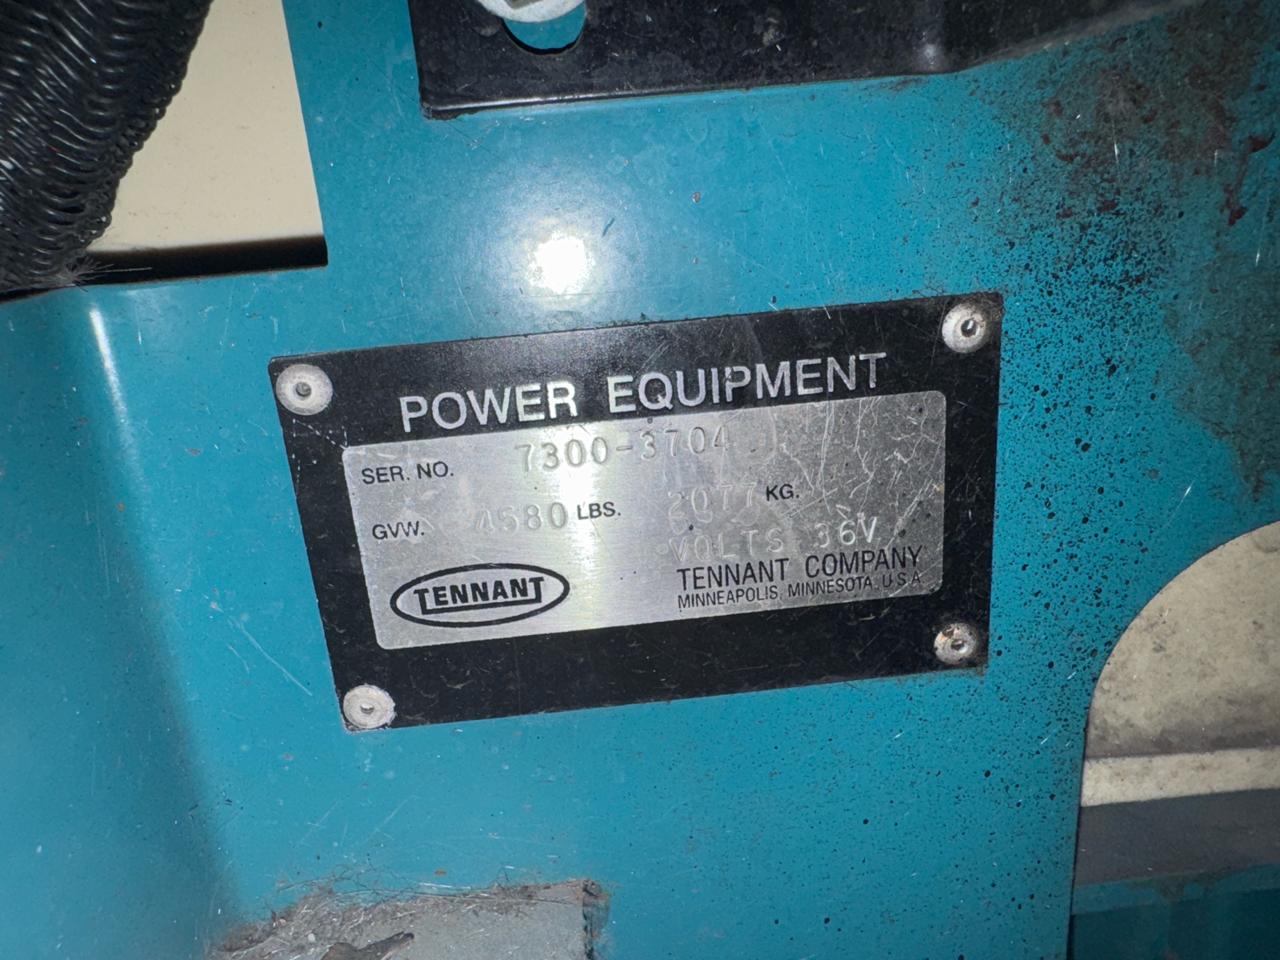 POWER EQUIPMENT
SER. NO. 7300-3704
GVW. 4580 LBS. 2077 KG.
VOLTS 36V
TENNANT
TENNANT COMPANY
MINNEAPOLIS, MINNESOTA, U.S.A